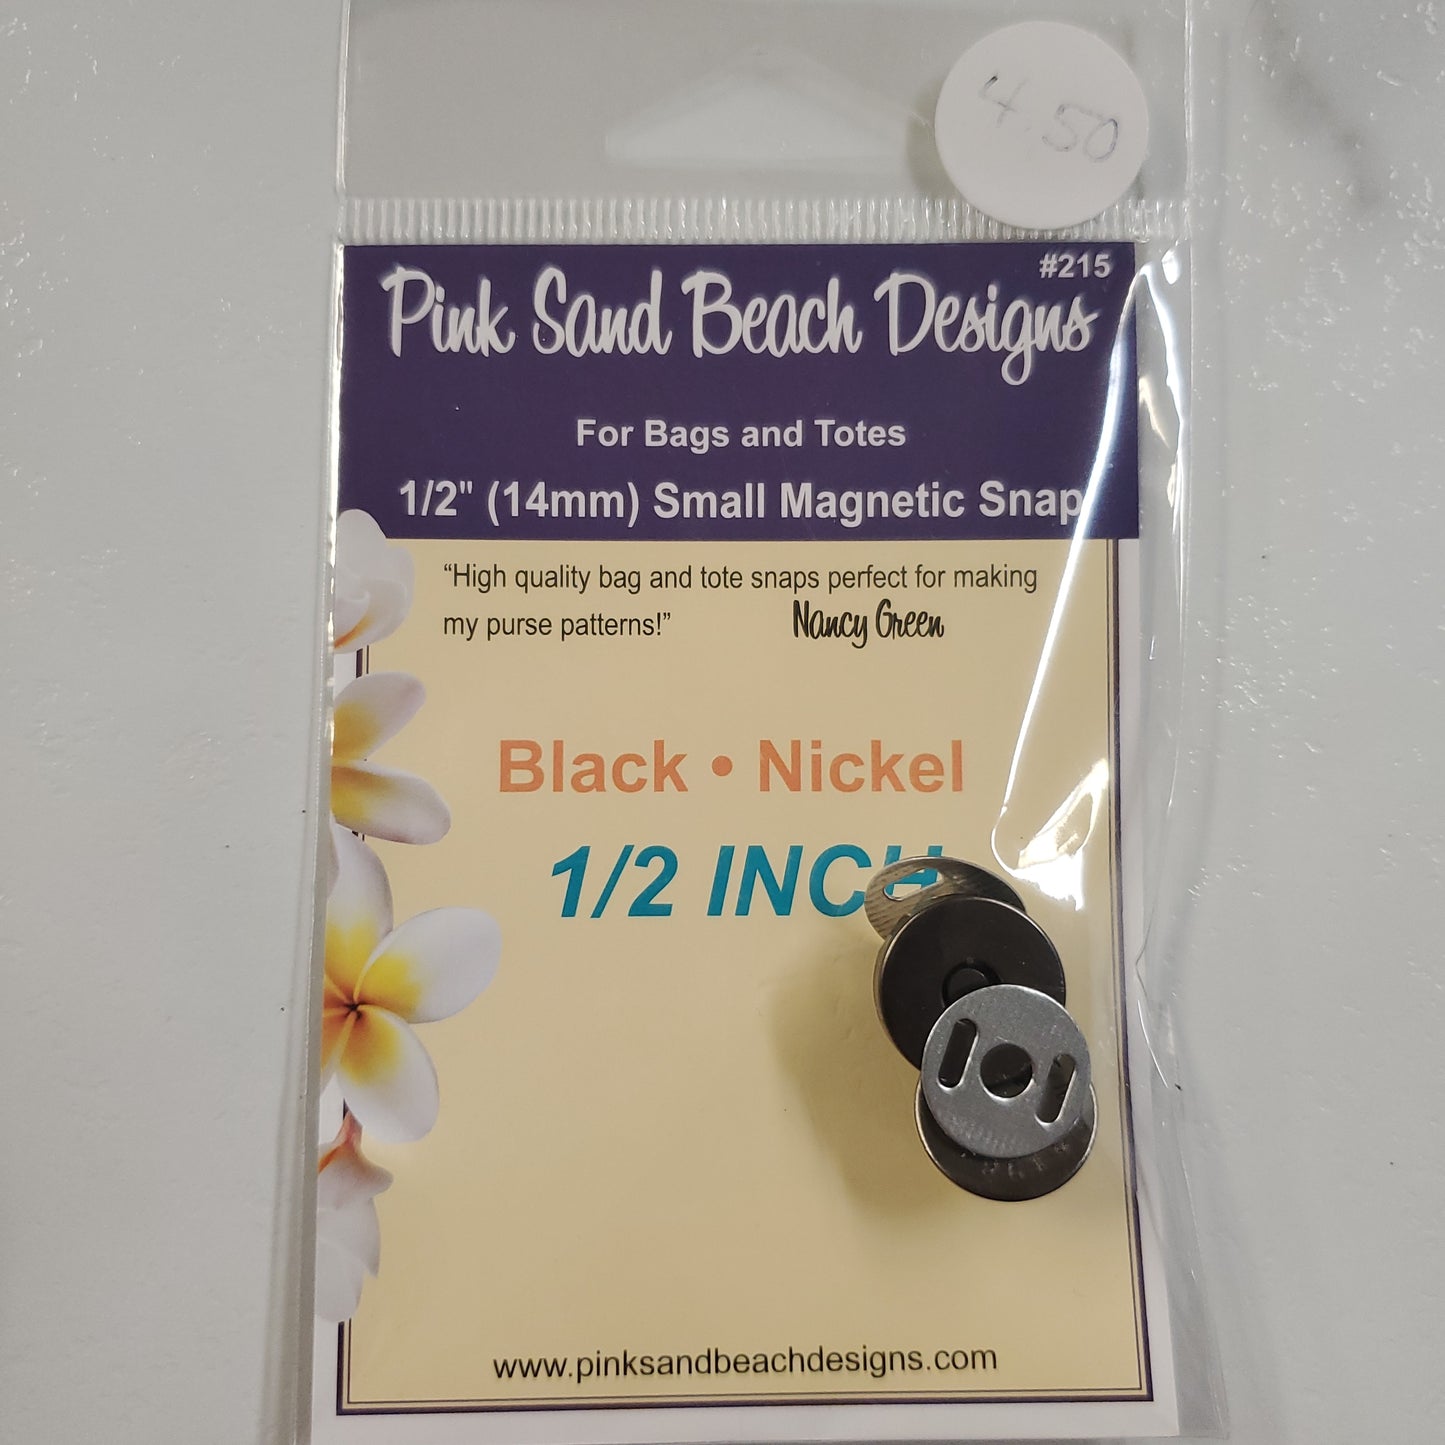 4.50
#215
Pink Sand Beach Designs
For Bags and Totes
1/2" (14mm) Small Magnetic Snap
“High quality bag and tote snaps perfect for making
my purse patterns!” Nancy Green
Black • Nickel
1/2 INCH
www.pinksandbeachdesigns.com